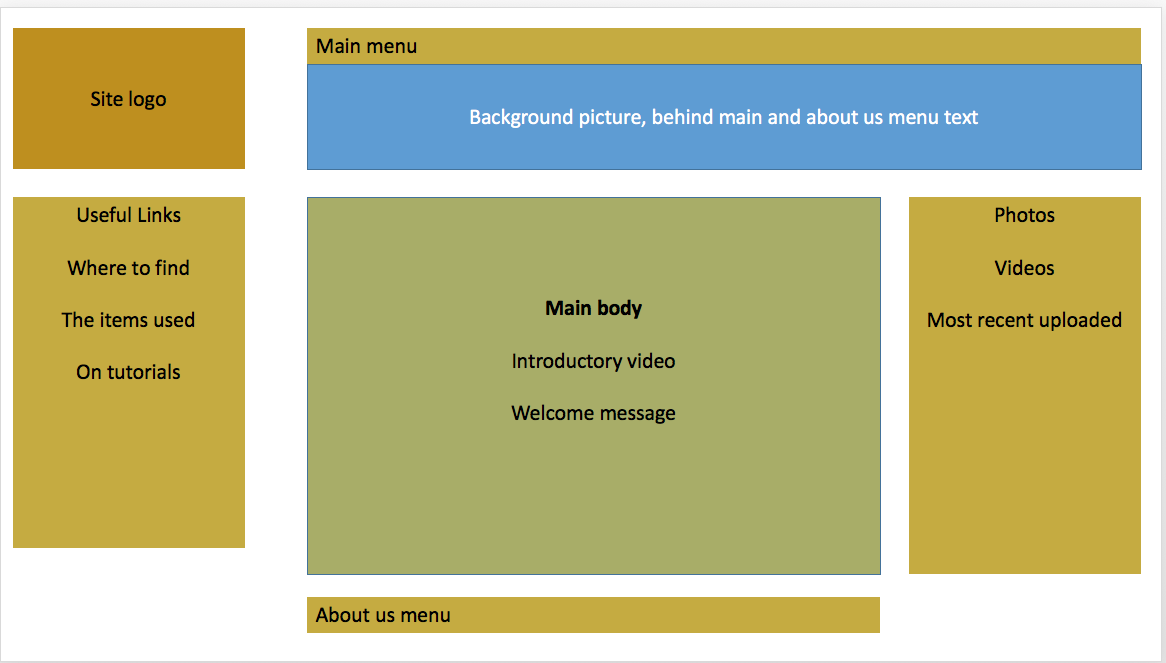 Site logo
Main menu
Background picture, behind main and about us menu text
Useful Links
Where to find
The items used
On tutorials
Main body
Introductory video
Welcome message
Photos
Videos
Most recent uploaded
About us menu